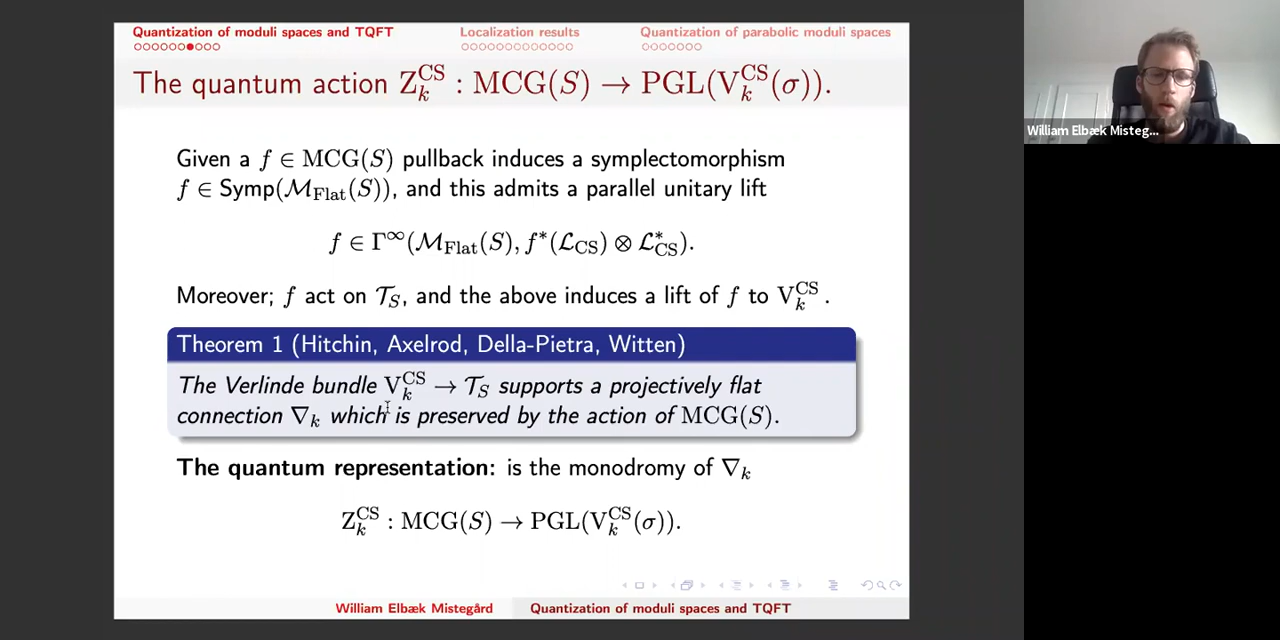 Quantization of moduli spaces and TQFT Localization results Quantization of parabolic moduli spaces
The quantum action Z_k^CS : MCG(S) → PGL(V_k^CS(σ)).
Given a f ∈ MCG(S) pullback induces a symplectomorphism
f ∈ Symp(ℳ_Flat(S)), and this admits a parallel unitary lift
f ∈ Γ^∞(ℳ_Flat(S), f^*(ℒ_CS) ⊗ ℒ_CS^*).
Moreover; f act on 𝒯_S, and the above induces a lift of f to V_k^CS.
Theorem 1 (Hitchin, Axelrod, Della-Pietra, Witten)
The Verlinde bundle V_k^CS → 𝒯_S supports a projectively flat
connection ∇_k which is preserved by the action of MCG(S).
The quantum representation: is the monodromy of ∇_k
Z_k^CS : MCG(S) → PGL(V_k^CS(σ)).
William Elbæk Mistegård Quantization of moduli spaces and TQFT
William Elbæk Misteg...